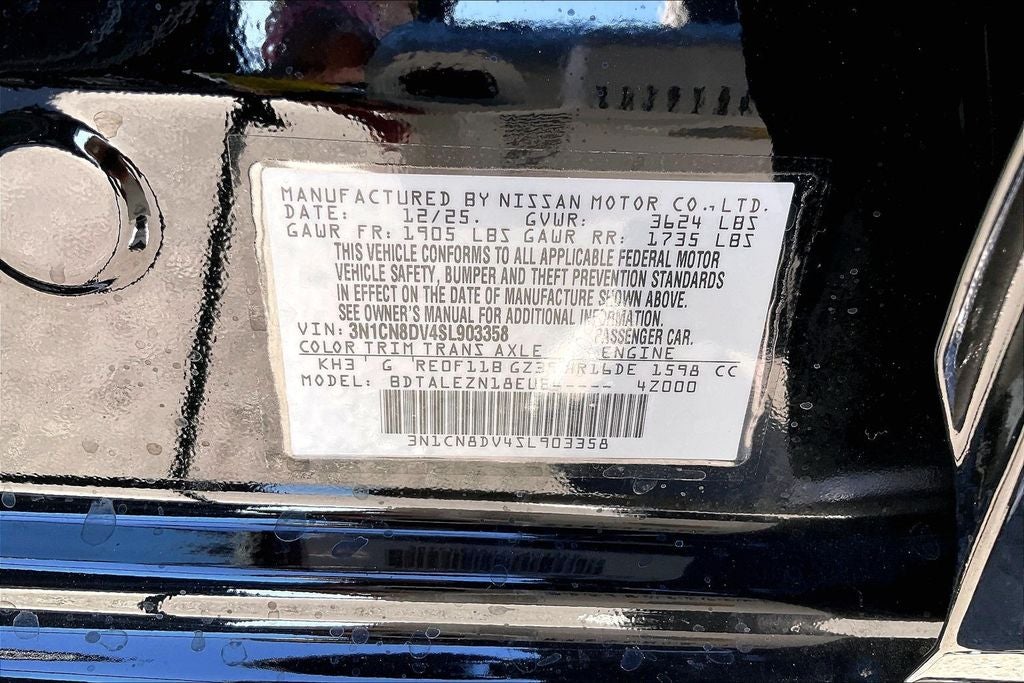 MANUFACTURED BY NISSAN MOTOR CO., LTD.
DATE: 12/25. GVWR: 3624 LBS
GAWR FR: 1905 LBS GAWR RR: 1735 LBS
THIS VEHICLE CONFORMS TO ALL APPLICABLE FEDERAL MOTOR
VEHICLE SAFETY, BUMPER AND THEFT PREVENTION STANDARDS
IN EFFECT ON THE DATE OF MANUFACTURE SHOWN ABOVE.
SEE OWNER'S MANUAL FOR ADDITIONAL INFORMATION.
VIN: 3N1CN8DV4SL903358 PASSENGER CAR.
COLOR TRIM TRANS AXLE ENGINE
KH3 G RE0F11B HR16DE 1598 CC
MODEL: 4Z000
3N1CN8DV4SL903358